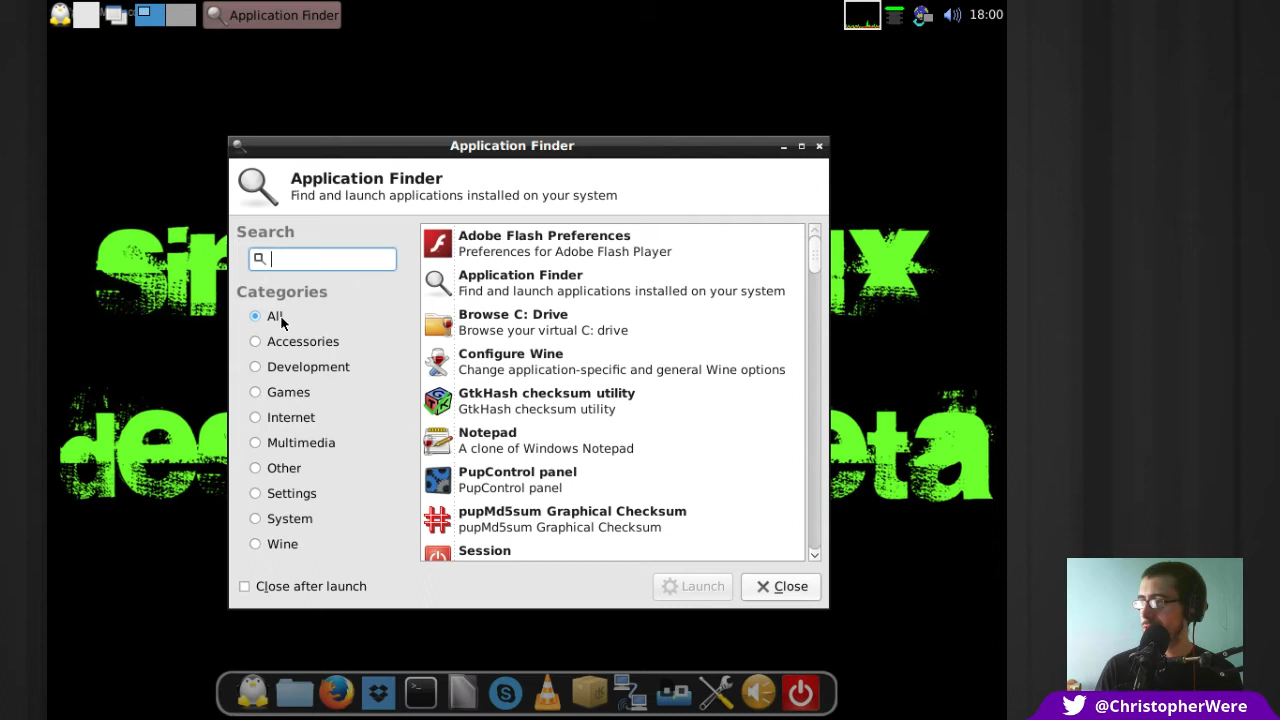 Application Finder
18:00
Application Finder
Application Finder
Find and launch applications installed on your system
Search
Categories
All
Accessories
Development
Games
Internet
Multimedia
Other
Settings
System
Wine
Adobe Flash Preferences
Preferences for Adobe Flash Player
Application Finder
Find and launch applications installed on your system
Browse C: Drive
Browse your virtual C: drive
Configure Wine
Change application-specific and general Wine options
GtkHash checksum utility
GtkHash checksum utility
Notepad
A clone of Windows Notepad
PupControl panel
PupControl panel
pupMd5sum Graphical Checksum
pupMd5sum Graphical Checksum
Session
Close after launch
Launch
Close
@ChristopherWere